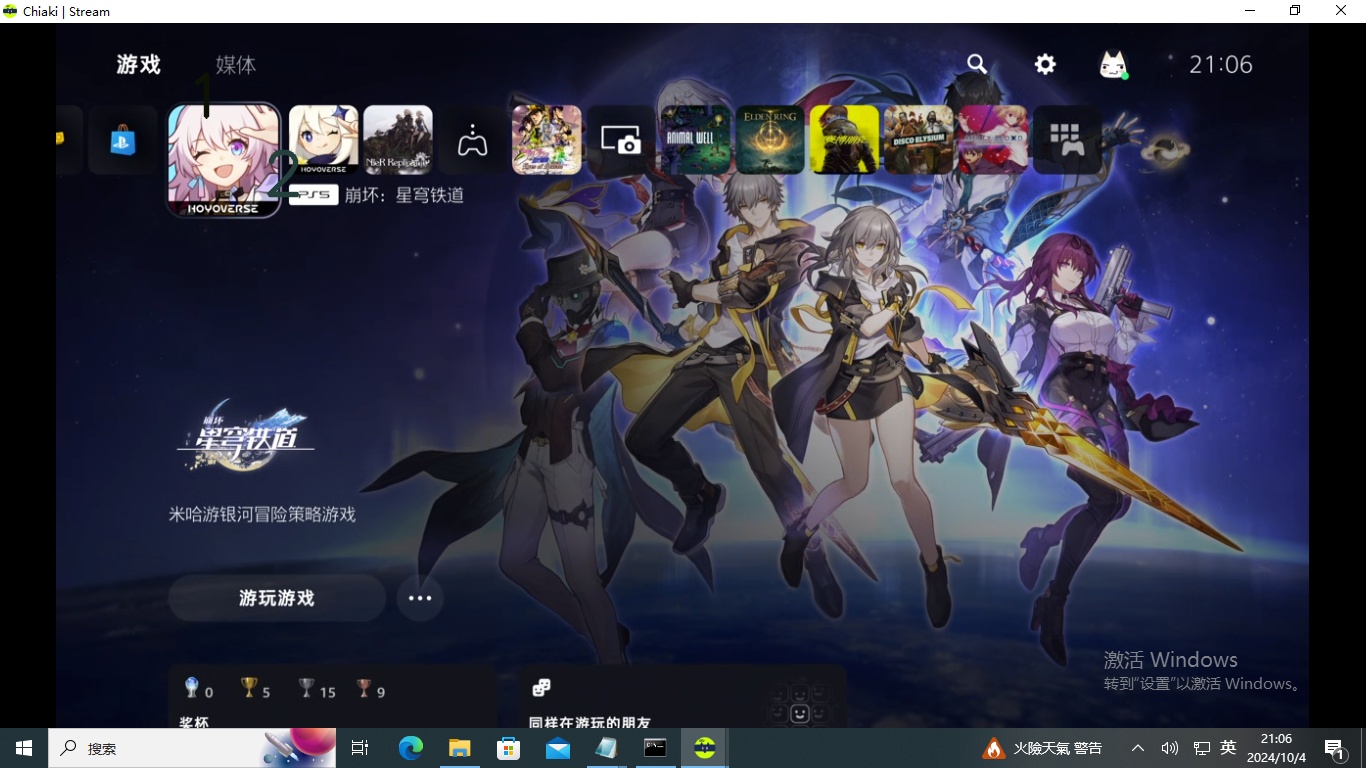 Chiaki | Stream
游戏
媒体
21:06
1
HOYOVERSE
2
HOYOVERSE
NieR Replicant
ANIMAL WELL
ELDEN RING
DISCO ELYSIUM
PS5
崩坏：星穹铁道
崩坏
星穹铁道
米哈游银河冒险策略游戏
游玩游戏
0
5
15
9
奖杯
同样在游玩的朋友
激活 Windows
转到"设置"以激活 Windows。
搜索
火險天氣 警告
英
21:06
2024/10/4
1